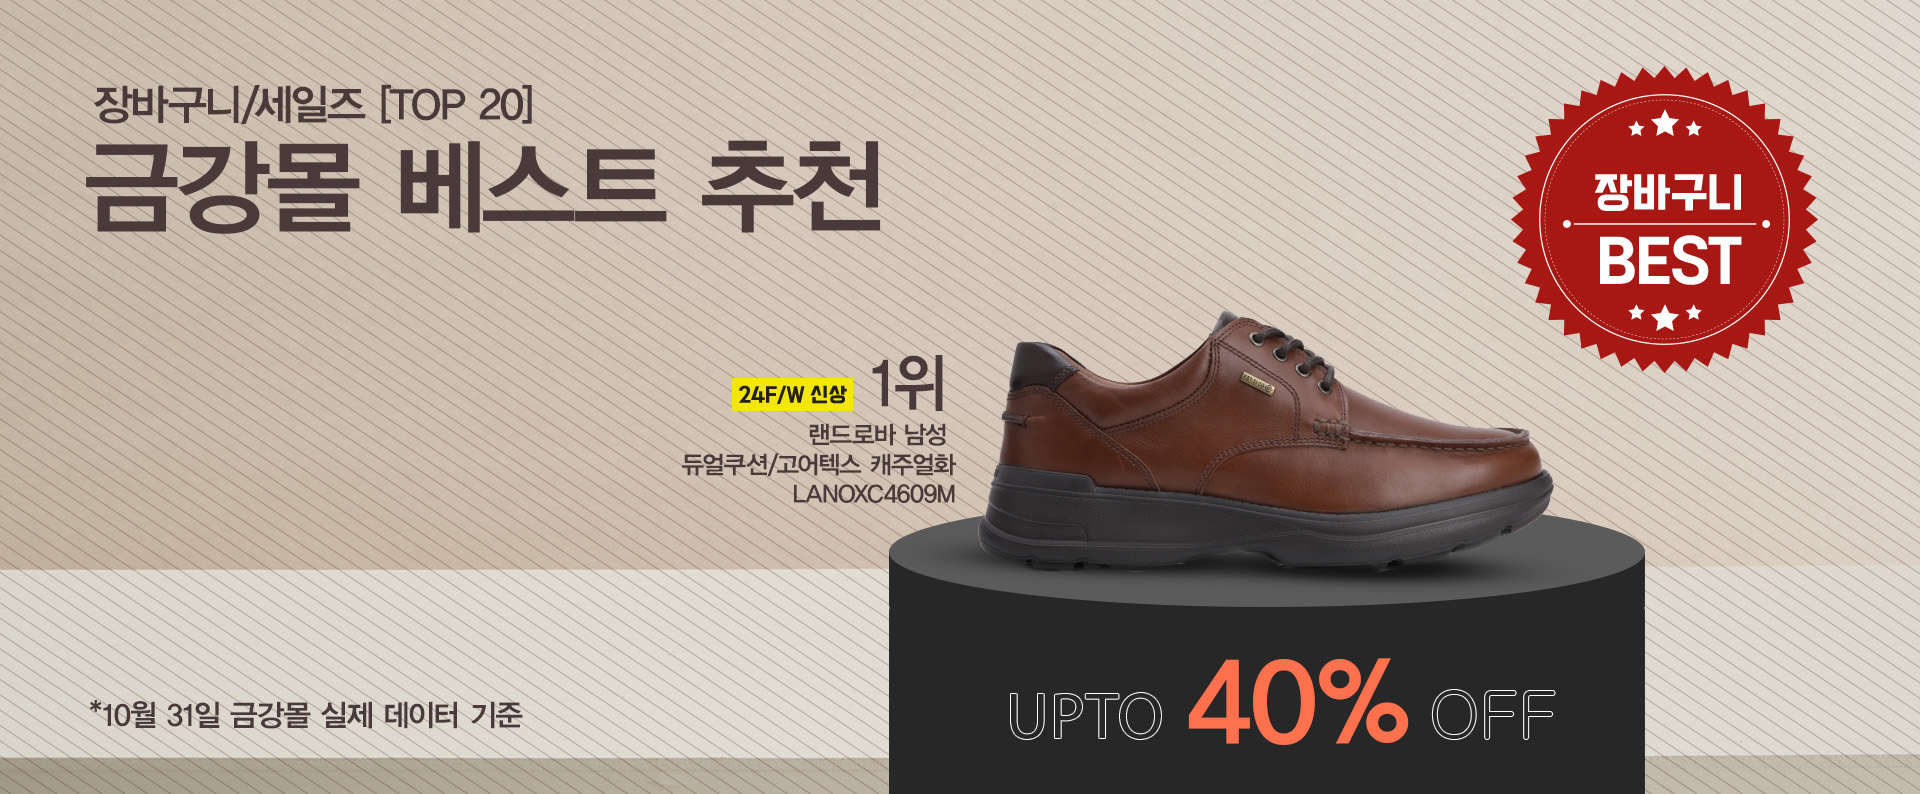 장바구니/세일즈 [TOP 20]
금강몰 베스트 추천
장바구니
BEST
24F/W 신상 1위
랜드로바 남성
듀얼쿠션/고어텍스 캐주얼화
LANOXC4609M
UPTO 40% OFF
*10월 31일 금강몰 실제 데이터 기준